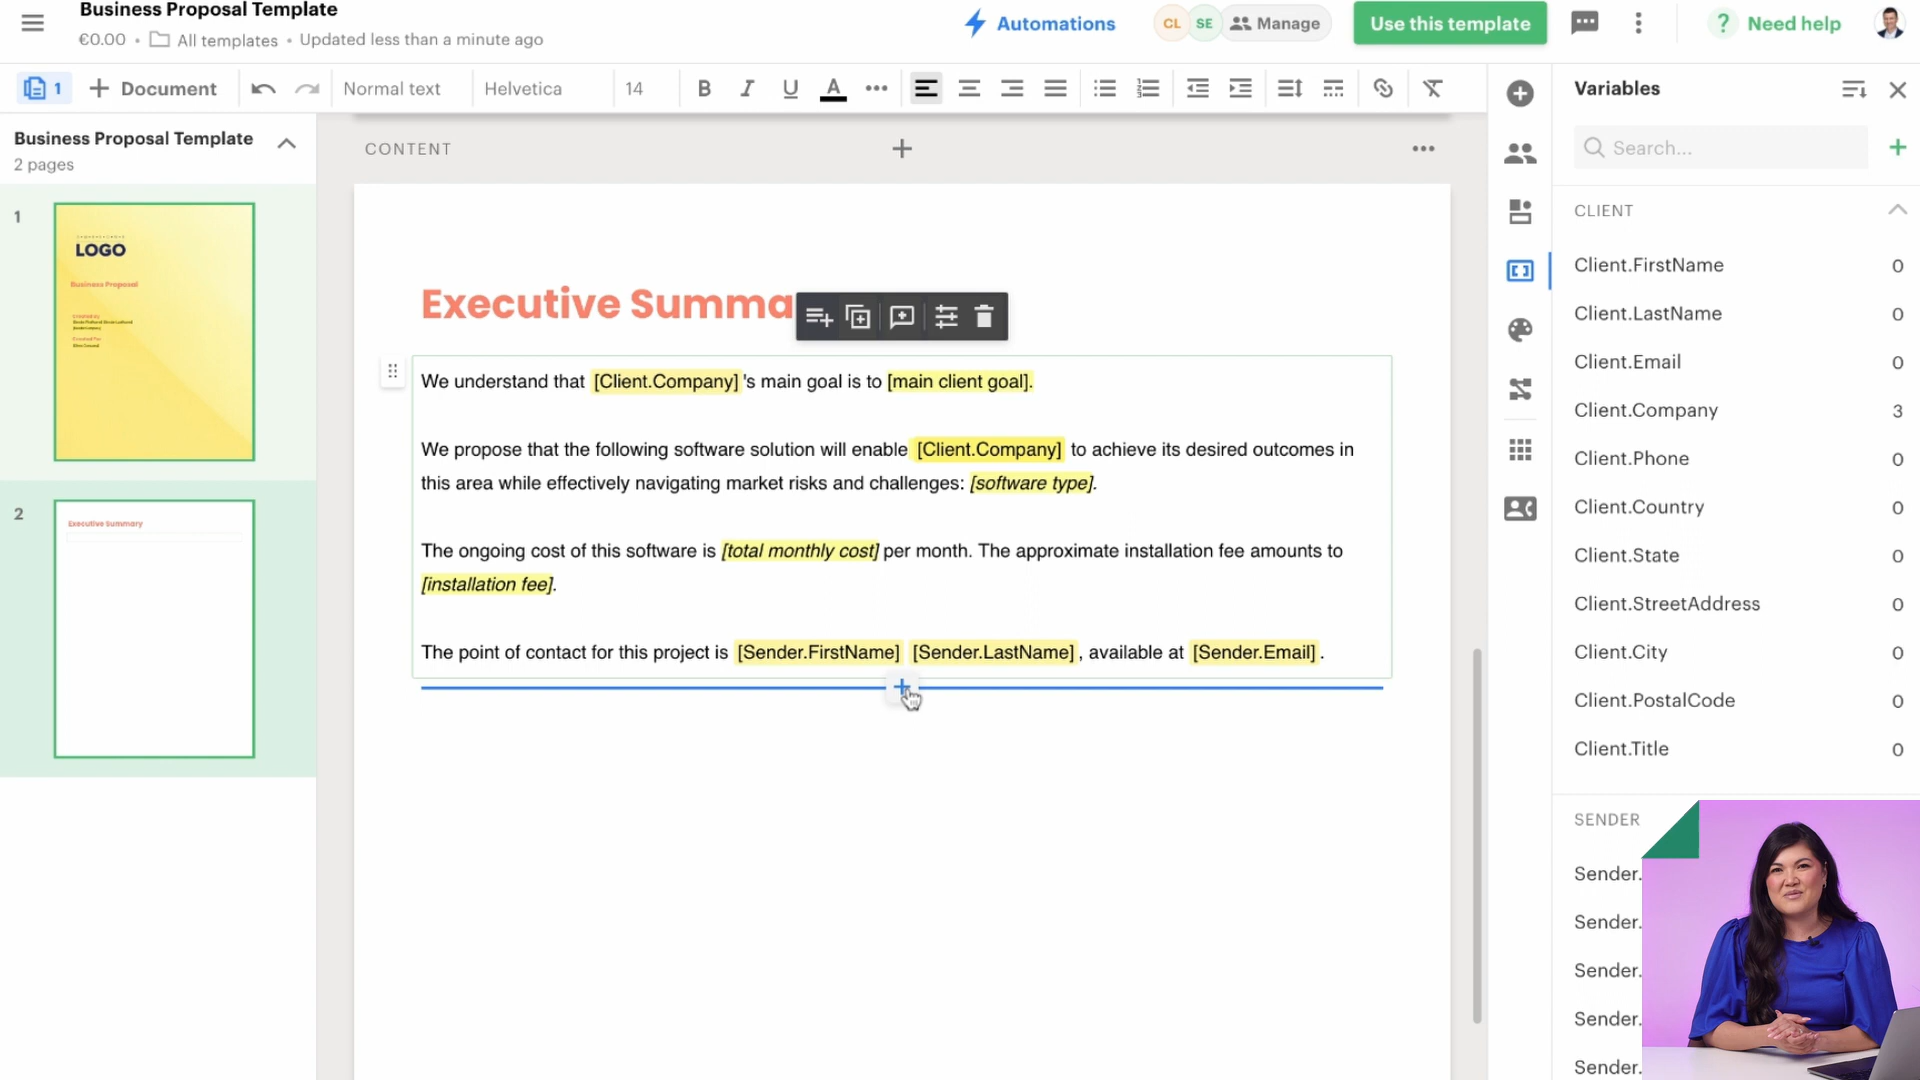 Business Proposal Template
€0.00 • All templates • Updated less than a minute ago
Automations
CL SE Manage
Use this template
? Need help
1 + Document
Normal text
Helvetica
14
B I U A
Variables
Search...
Business Proposal Template
2 pages
1
LOGO
Business Proposal
2
Executive Summary
CONTENT
Executive Summa
We understand that [Client.Company] 's main goal is to [main client goal].
We propose that the following software solution will enable [Client.Company] to achieve its desired outcomes in
this area while effectively navigating market risks and challenges: [software type].
The ongoing cost of this software is [total monthly cost] per month. The approximate installation fee amounts to
[installation fee].
The point of contact for this project is [Sender.FirstName] [Sender.LastName] , available at [Sender.Email] .
CLIENT
Client.FirstName 0
Client.LastName 0
Client.Email 0
Client.Company 3
Client.Phone 0
Client.Country 0
Client.State 0
Client.StreetAddress 0
Client.City 0
Client.PostalCode 0
Client.Title 0
SENDER
Sender.
Sender.
Sender.
Sender.
Sender.